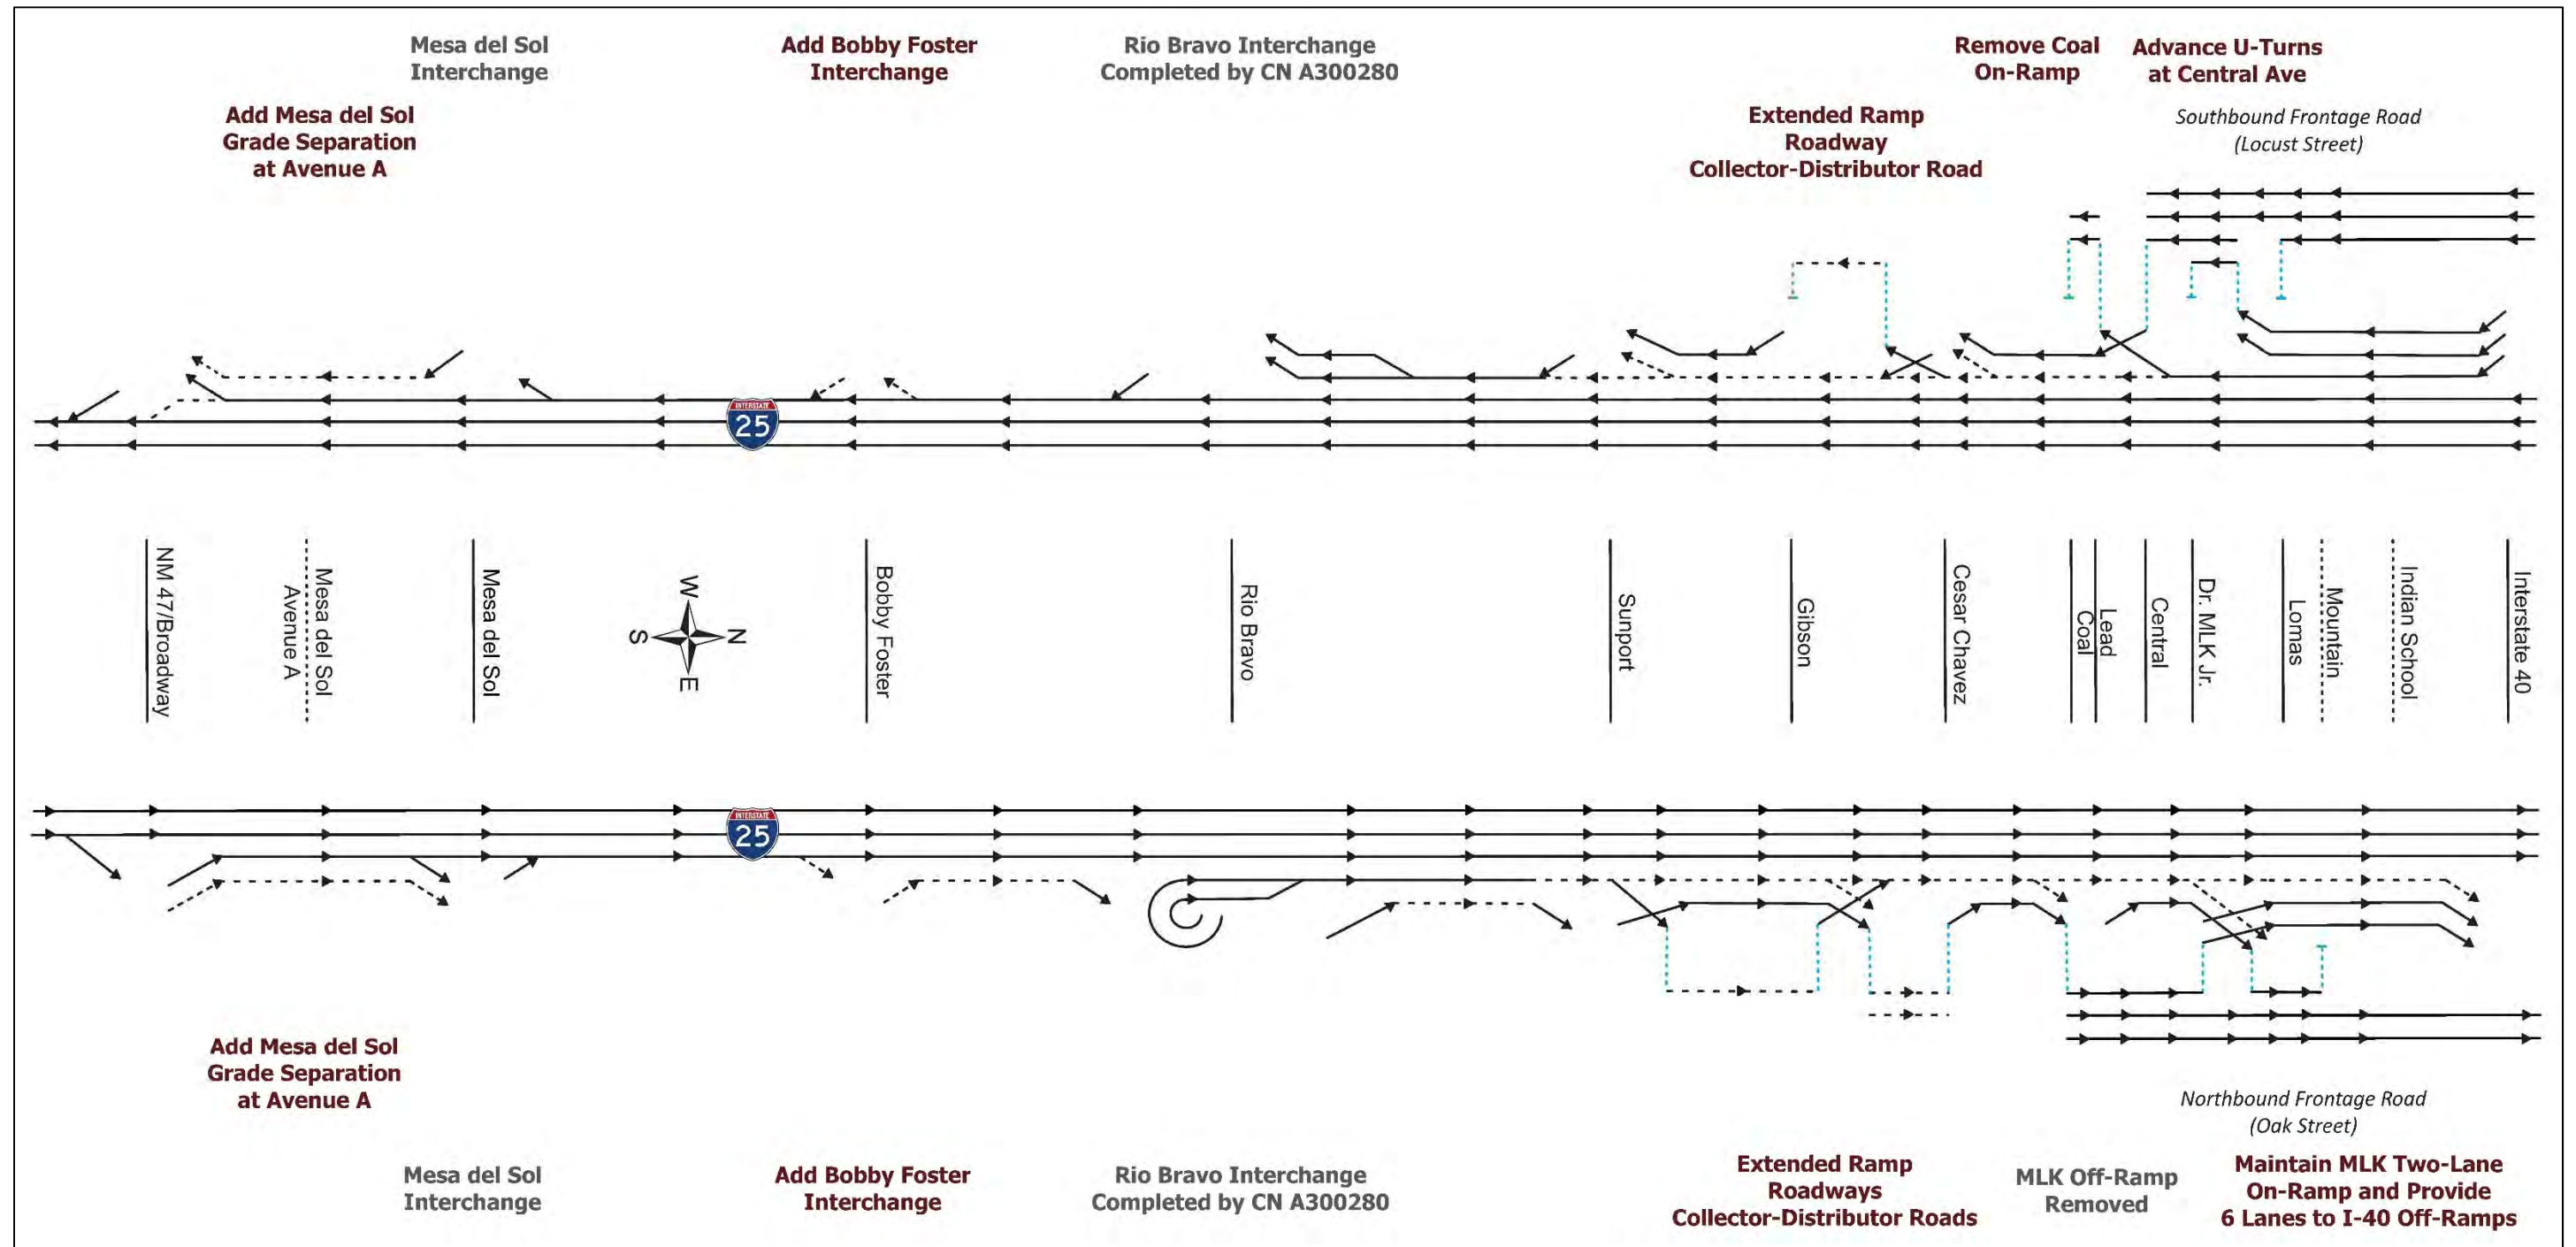 Mesa del Sol
Interchange
Add Bobby Foster
Interchange
Rio Bravo Interchange
Completed by CN A300280
Remove Coal
On-Ramp
Advance U-Turns
at Central Ave
Add Mesa del Sol
Grade Separation
at Avenue A
Extended Ramp
Roadway
Collector-Distributor Road
Southbound Frontage Road
(Locust Street)
INTERSTATE
25
NM 47/Broadway
Mesa del Sol
Avenue A
Mesa del Sol
W
N
S
E
Bobby Foster
Rio Bravo
Sunport
Gibson
Cesar Chavez
Coal
Lead
Central
Dr. MLK Jr.
Lomas
Mountain
Indian School
Interstate 40
INTERSTATE
25
Add Mesa del Sol
Grade Separation
at Avenue A
Northbound Frontage Road
(Oak Street)
Mesa del Sol
Interchange
Add Bobby Foster
Interchange
Rio Bravo Interchange
Completed by CN A300280
Extended Ramp
Roadways
Collector-Distributor Roads
MLK Off-Ramp
Removed
Maintain MLK Two-Lane
On-Ramp and Provide
6 Lanes to I-40 Off-Ramps